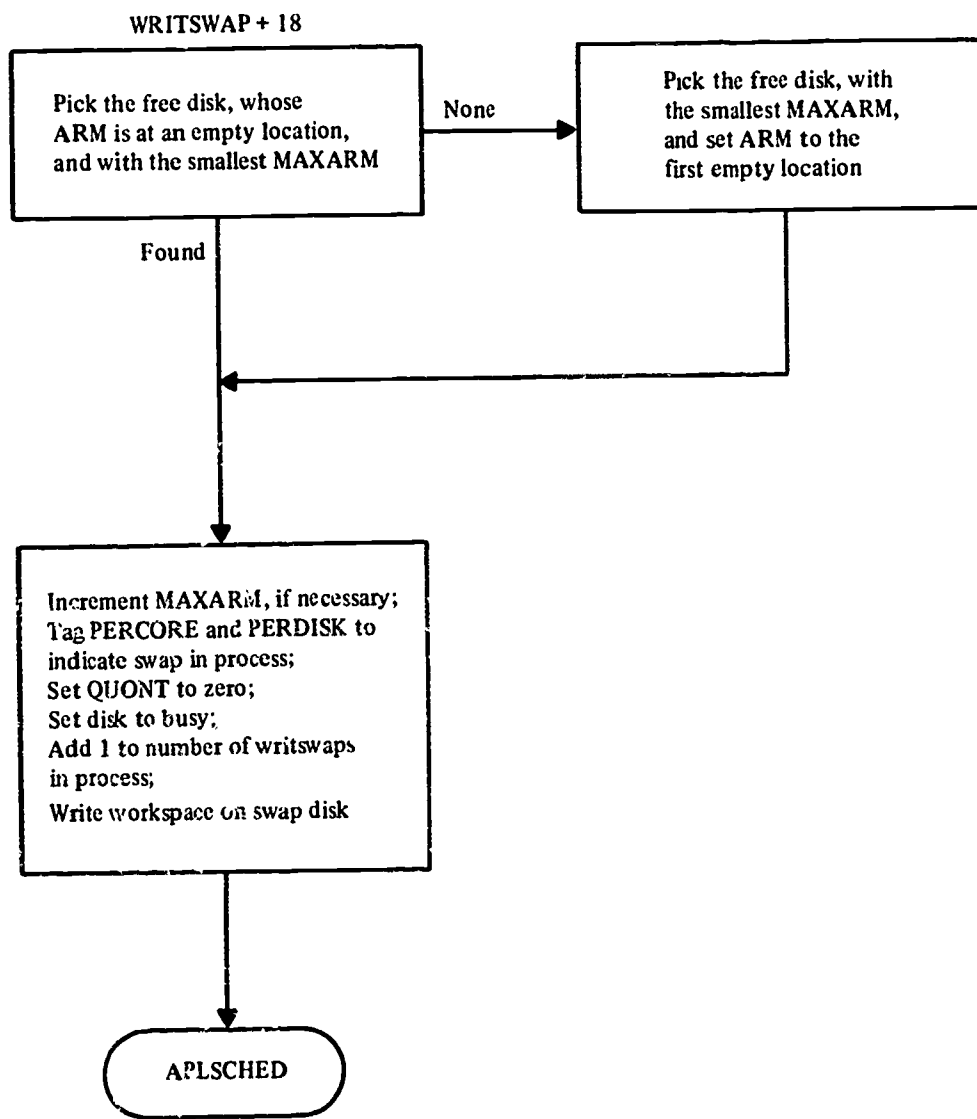 WRITSWAP + 18
Pick the free disk, whose
ARM is at an empty location,
and with the smallest MAXARM
None
Pick the free disk, with
the smallest MAXARM,
and set ARM to the
first empty location
Found
Increment MAXARM, if necessary;
Tag PERCORE and PERDISK to
indicate swap in process;
Set QUONT to zero;
Set disk to busy;
Add 1 to number of writswaps
in process;
Write workspace on swap disk
APLSCHED